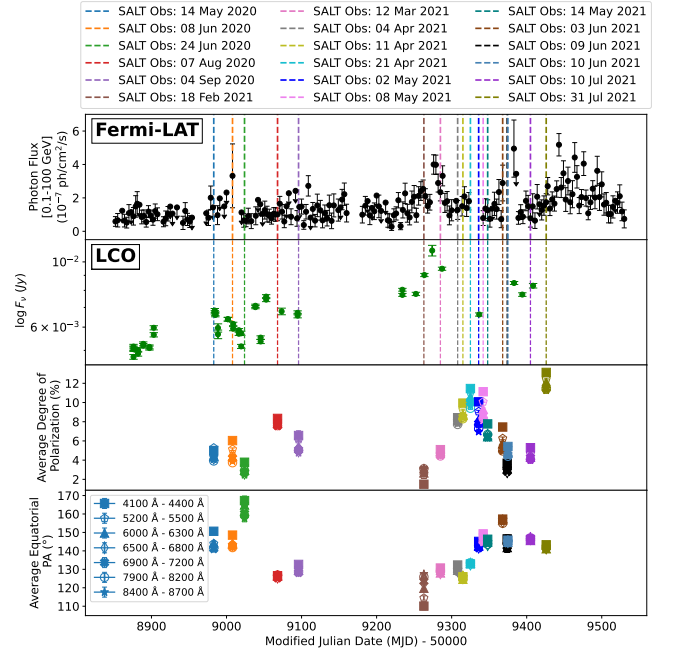 SALT Obs: 14 May 2020 SALT Obs: 12 Mar 2021 SALT Obs: 14 May 2021
SALT Obs: 08 Jun 2020 SALT Obs: 04 Apr 2021 SALT Obs: 03 Jun 2021
SALT Obs: 24 Jun 2020 SALT Obs: 11 Apr 2021 SALT Obs: 09 Jun 2021
SALT Obs: 07 Aug 2020 SALT Obs: 21 Apr 2021 SALT Obs: 10 Jun 2021
SALT Obs: 04 Sep 2020 SALT Obs: 02 May 2021 SALT Obs: 10 Jul 2021
SALT Obs: 18 Feb 2021 SALT Obs: 08 May 2021 SALT Obs: 31 Jul 2021
Fermi-LAT
Photon Flux
[0.1-100 GeV]
(10⁻⁷ ph/cm²/s)
6
4
2
0
LCO
log Fν (Jy)
10⁻²
6 × 10⁻³
Average Degree of
Polarization (%)
12
10
8
6
4
2
Average Equatorial
PA (°)
170
160
150
140
130
120
110
4100 Å - 4400 Å
5200 Å - 5500 Å
6000 Å - 6300 Å
6500 Å - 6800 Å
6900 Å - 7200 Å
7900 Å - 8200 Å
8400 Å - 8700 Å
8900 9000 9100 9200 9300 9400 9500
Modified Julian Date (MJD) - 50000